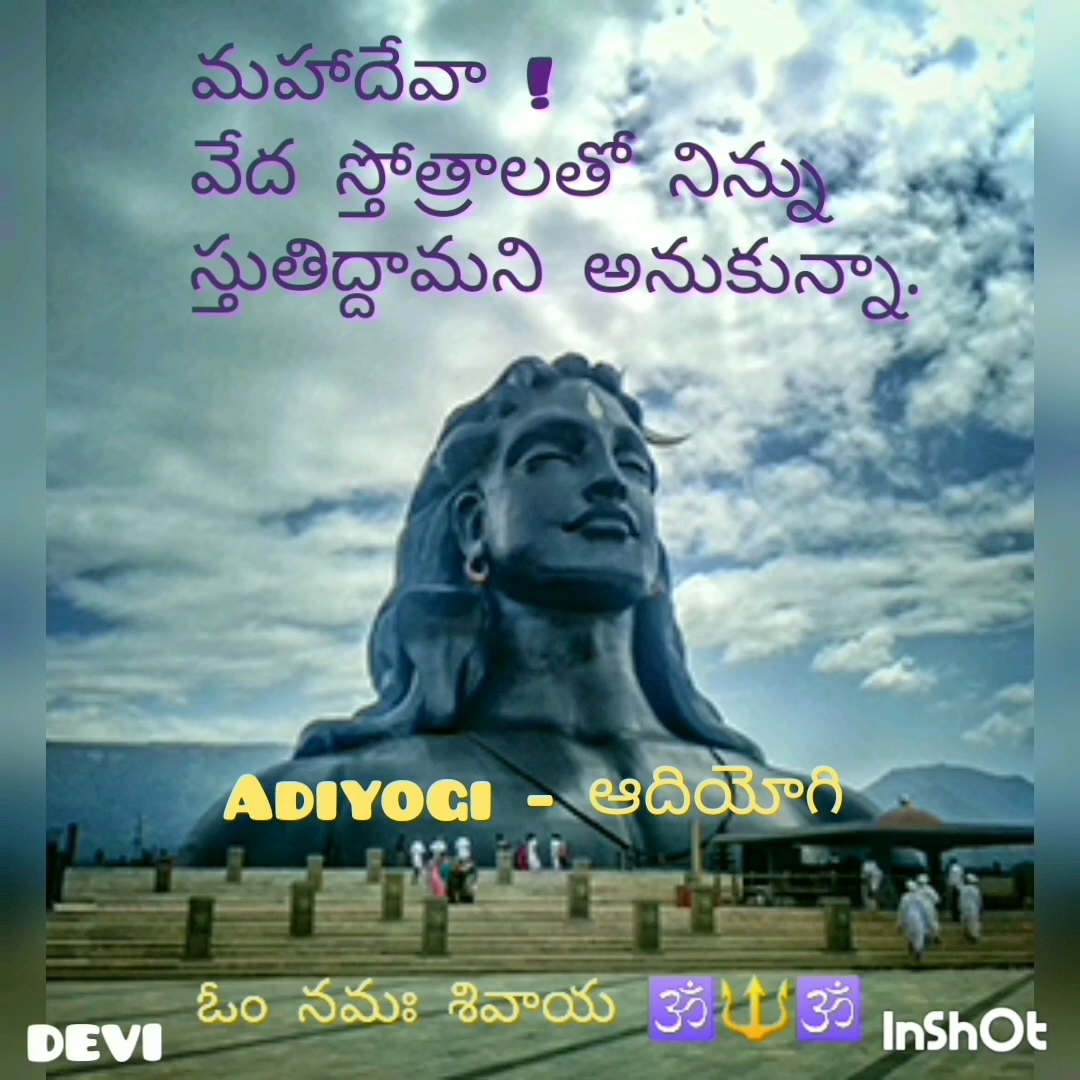 మహాదేవా !
వేద స్తోత్రాలతో నిన్ను
స్తుతిద్దామని అనుకున్నా.
ADIYOGI - ఆదియోగి
ఓం నమః శివాయ 🕉🔱🕉
DEVI
InShOt